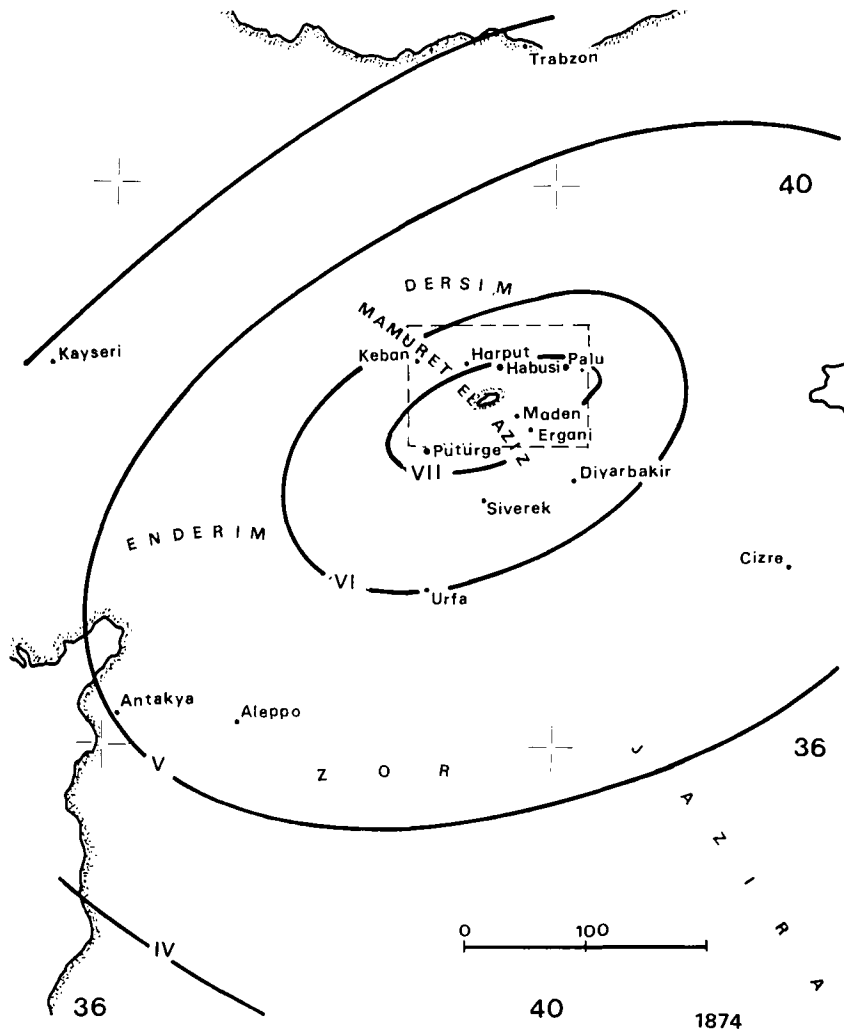 Trabzon
40
DERSIM
MAMURET EL AZIZ
Kayseri
Keban
Harput
Palu
Habusi
Maden
Ergani
Pütürge
VII
Diyarbakir
Siverek
ENDERIM
Cizre
VI
Urfa
Antakya
Aleppo
V
ZOR
36
JAZIRA
0 100
IV
36
40
1874